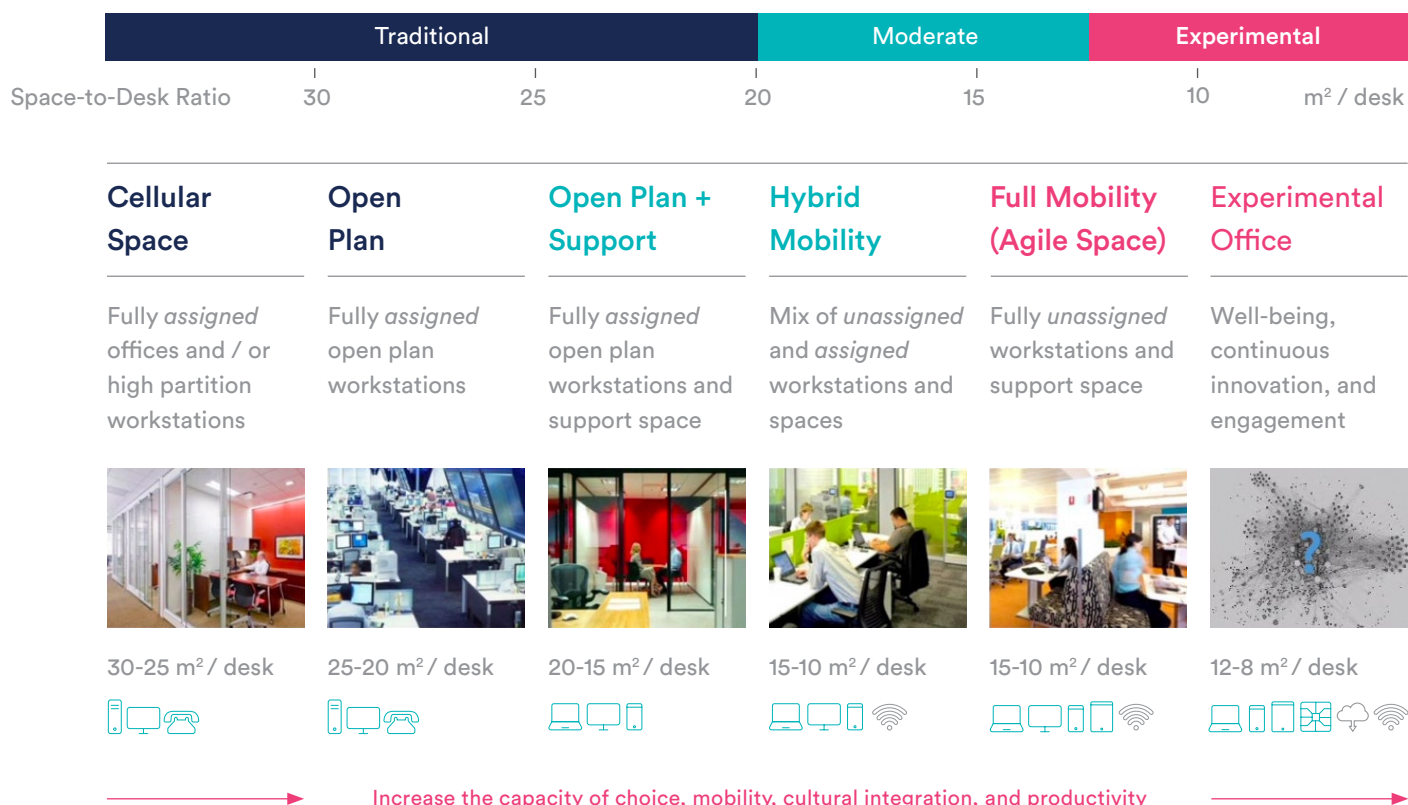 Traditional
Moderate
Experimental
Space-to-Desk Ratio 30 25 20 15 10 m² / desk
Cellular
Space
Open
Plan
Open Plan +
Support
Hybrid
Mobility
Full Mobility
(Agile Space)
Experimental
Office
Fully assigned
offices and / or
high partition
workstations
Fully assigned
open plan
workstations
Fully assigned
open plan
workstations and
support space
Mix of unassigned
and assigned
workstations and
spaces
Fully unassigned
workstations and
support space
Well-being,
continuous
innovation, and
engagement
?
30-25 m² / desk
25-20 m² / desk
20-15 m² / desk
15-10 m² / desk
15-10 m² / desk
12-8 m² / desk
Increase the capacity of choice, mobility, cultural integration, and productivity